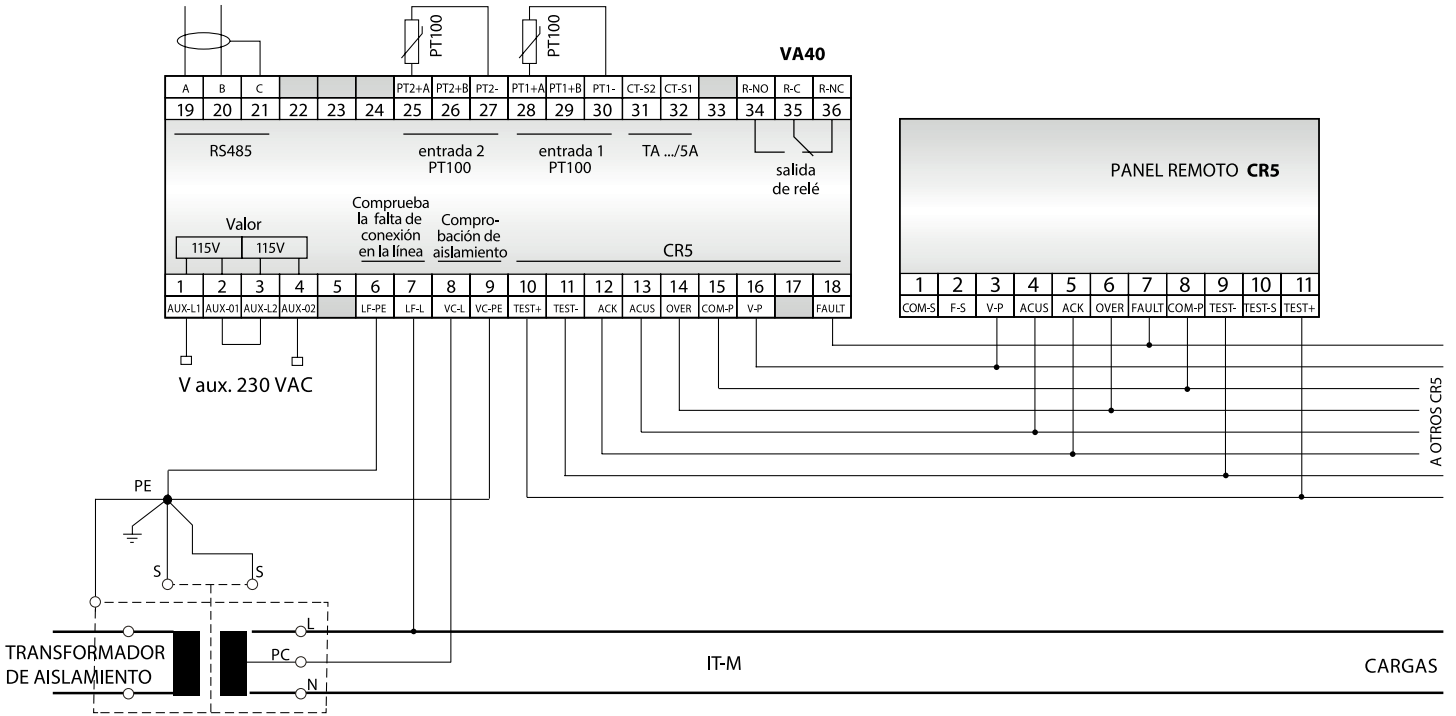 PT100
PT100
VA40
A B C PT2+A PT2+B PT2- PT1+A PT1+B PT1- CT-S2 CT-S1 R-NO R-C R-NC
19 20 21 22 23 24 25 26 27 28 29 30 31 32 33 34 35 36
RS485
entrada 2
PT100
entrada 1
PT100
TA .../5A
salida
de relé
Valor
115V 115V
Comprueba
la falta de
conexión
en la línea
Compro-
bación de
aislamiento
CR5
1 2 3 4 5 6 7 8 9 10 11 12 13 14 15 16 17 18
AUX-L1 AUX-01 AUX-L2 AUX-02 LF-PE LF-L VC-L VC-PE TEST+ TEST- ACK ACUS OVER COM-P V-P FAULT
V aux. 230 VAC
PANEL REMOTO CR5
1 2 3 4 5 6 7 8 9 10 11
COM-S F-S V-P ACUS ACK OVER FAULT COM-P TEST- TEST-S TEST+
A OTROS CR5
PE
S S
L
TRANSFORMADOR
DE AISLAMIENTO
PC
N
IT-M
CARGAS